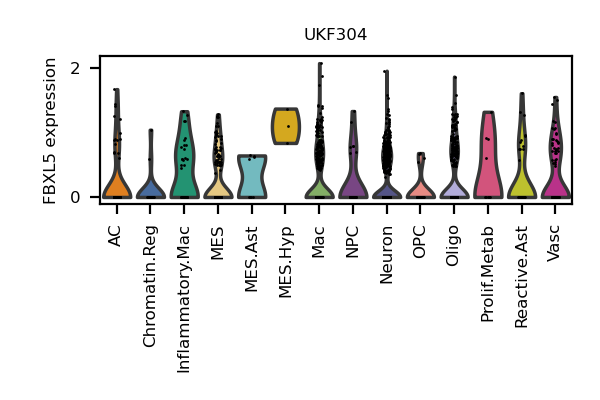 UKF304
FBXL5 expression
2
0
AC
Chromatin.Reg
Inflammatory.Mac
MES
MES.Ast
MES.Hyp
Mac
NPC
Neuron
OPC
Oligo
Prolif.Metab
Reactive.Ast
Vasc